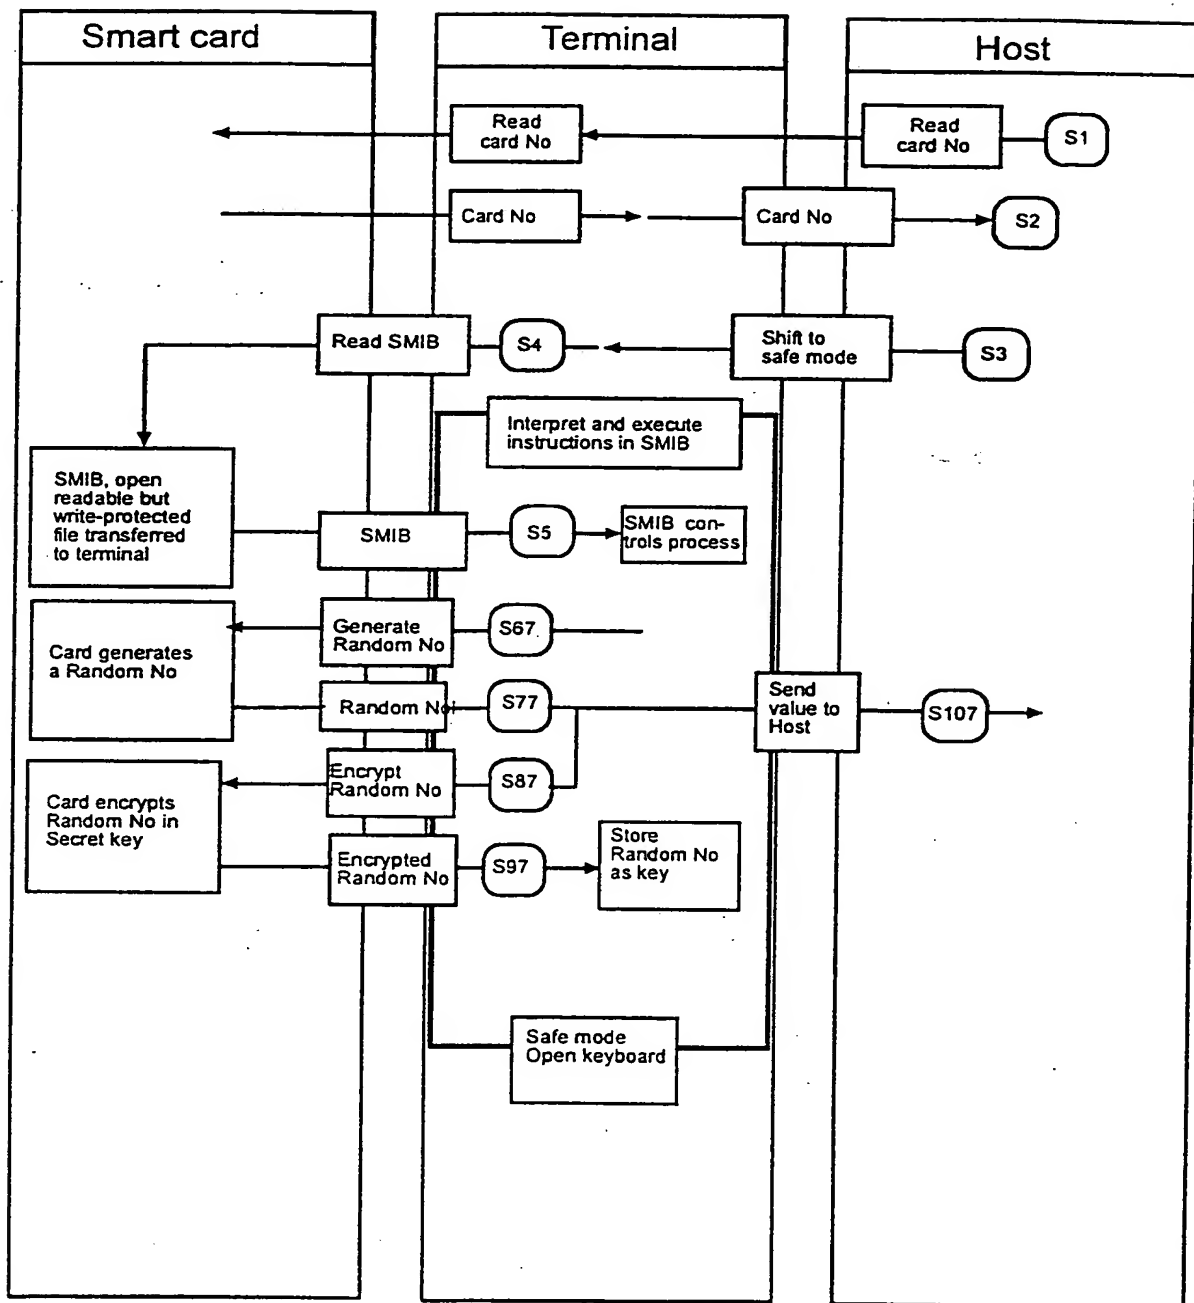 Smart card
Terminal
Host
Read
card No
Read
card No
S1
Card No
Card No
S2
Read SMIB
S4
Shift to
safe mode
S3
Interpret and execute
instructions in SMIB
SMIB, open
readable but
write-protected
file transferred
to terminal
SMIB
S5
SMIB con-
trols process
Card generates
a Random No
Generate
Random No
S67
Random No
S77
Send
value to
Host
S107
Encrypt
Random No
S87
Card encrypts
Random No in
Secret key
Encrypted
Random No
S97
Store
Random No
as key
Safe mode
Open keyboard